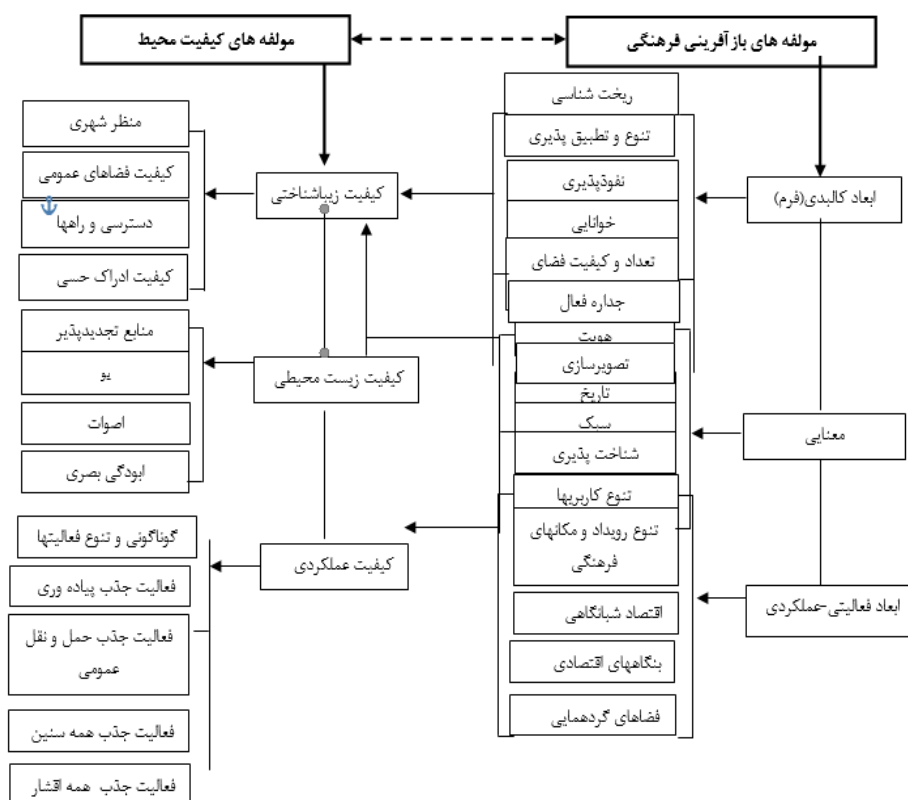 مولفه های باز آفرینی فرهنگی
مولفه های کیفیت محیط
ابعاد کالبدی(فرم)
معنایی
ابعاد فعالیتی-عملکردی
ریخت شناسی
تنوع و تطبیق پذیری
نفوذپذیری
خوانایی
تعداد و کیفیت فضای
جداره فعال
هویت
تصویرسازی
تاریخ
سبک
شناخت پذیری
تنوع کاربریها
تنوع رویداد و مکانهای
فرهنگی
اقتصاد شبانگاهی
بنگاههای اقتصادی
فضاهای گردهمایی
کیفیت زیباشناختی
کیفیت زیست محیطی
کیفیت عملکردی
منظر شهری
کیفیت فضاهای عمومی
دسترسی و راهها
کیفیت ادراک حسی
منابع تجدیدپذیر
بو
اصوات
ابودگی بصری
گوناگونی و تنوع فعالیتها
فعالیت جذب پیاده وری
فعالیت جذب حمل و نقل
عمومی
فعالیت جذب همه سنین
فعالیت جذب همه اقشار